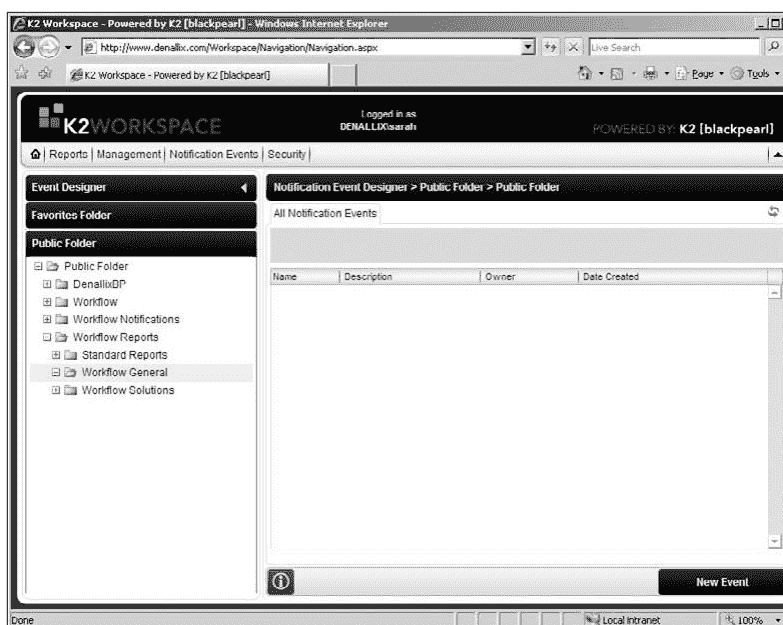 K2 Workspace - Powered by K2 [blackpearl] - Windows Internet Explorer
http://www.denallix.com/Workspace/Navigation/Navigation.aspx
Live Search
K2 Workspace - Powered by K2 [blackpearl]
Page
Tools
K2WORKSPACE
Logged in as
DENALLIX\sarah
POWERED BY: K2 [blackpearl]
Reports | Management | Notification Events | Security |
Event Designer
Notification Event Designer > Public Folder > Public Folder
Favorites Folder
All Notification Events
Public Folder
Public Folder
Name
Description
Owner
Date Created
DenallixBP
Workflow
Workflow Notifications
Workflow Reports
Standard Reports
Workflow General
Workflow Solutions
New Event
Done
Local intranet
100%